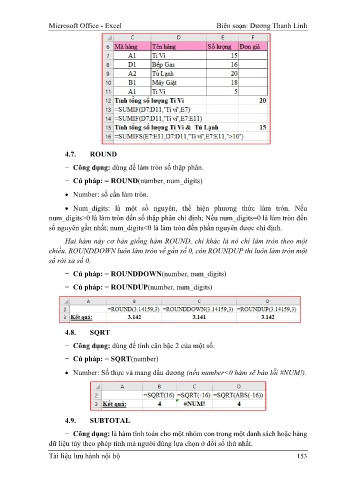 Microsoft Office - Excel Biên soạn: Dương Thanh Linh
C D E F
6 Mã hàng Tên hàng Số lượng Đơn giá
7 A1 Ti Vi 15
8 D1 Bếp Gas 16
9 A2 Tủ Lạnh 20
10 B1 Máy Giặt 18
11 A1 Ti Vi 5
12 Tính tổng số lượng Ti Vi 20
13 =SUMIF(D7:D11,"Ti vi",E7)
14 =SUMIF(D7:D11,"Ti vi",E7:E11)
15 Tính tổng số lượng Ti Vi & Tủ Lạnh 15
16 =SUMIFS(E7:E11,D7:D11,"Ti vi",E7:E11,">10")
4.7. ROUND
− Công dụng: dùng để làm tròn số thập phân.
− Cú pháp: = ROUND(number, num_digits)
• Number: số cần làm tròn.
• Num_digits: là một số nguyên, thể hiện phương thức làm tròn. Nếu
num_digits>0 là làm tròn đến số thập phân chỉ định; Nếu num_digits=0 là làm tròn đến
số nguyên gần nhất; num_digits<0 là làm tròn đến phần nguyên được chỉ định.
Hai hàm này cơ bản giống hàm ROUND, chỉ khác là nó chỉ làm tròn theo một
chiều. ROUNDDOWN luôn làm tròn về gần số 0, còn ROUNDUP thì luôn làm tròn một
số rời xa số 0.
− Cú pháp: = ROUNDDOWN(number, num_digits)
− Cú pháp: = ROUNDUP(number, num_digits)
A B C D
2 =ROUND(3.14159,3) =ROUNDDOWN(3.14159,3) =ROUNDUP(3.14159,3)
3 Kết quả: 3.142 3.141 3.142
4.8. SQRT
− Công dụng: dùng để tính căn bậc 2 của một số.
− Cú pháp: = SQRT(number)
• Number: Số thực và mang dấu dương (nếu number<0 hàm sẽ báo lỗi #NUM!).
A B C D
2 =SQRT(16) =SQRT(-16) =SQRT(ABS(-16))
3 Kết quả: 4 #NUM! 4
4.9. SUBTOTAL
− Công dụng: là hàm tính toán cho một nhóm con trong một danh sách hoặc bảng
dữ liệu tùy theo phép tính mà người dùng lựa chọn ở đối số thứ nhất.
Tài liệu lưu hành nội bộ 153